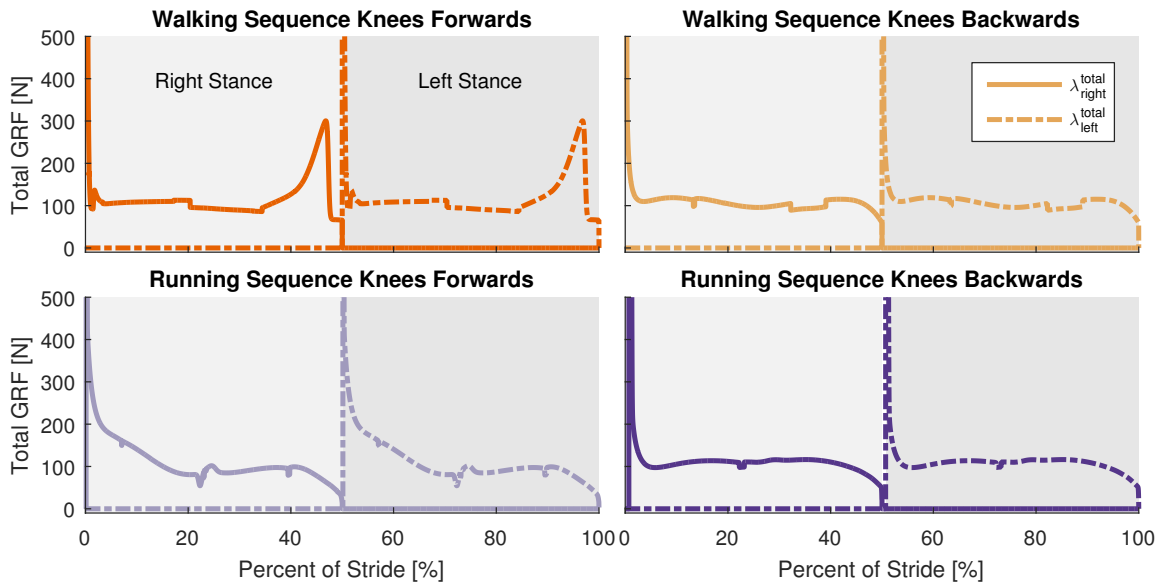 Walking Sequence Knees Forwards
Walking Sequence Knees Backwards
500
400
300
200
100
0
Total GRF [N]
Right Stance
Left Stance
λ total right
λ total left
Running Sequence Knees Forwards
Running Sequence Knees Backwards
500
400
300
200
100
0
Total GRF [N]
0 20 40 60 80 100
0 20 40 60 80 100
Percent of Stride [%]
Percent of Stride [%]